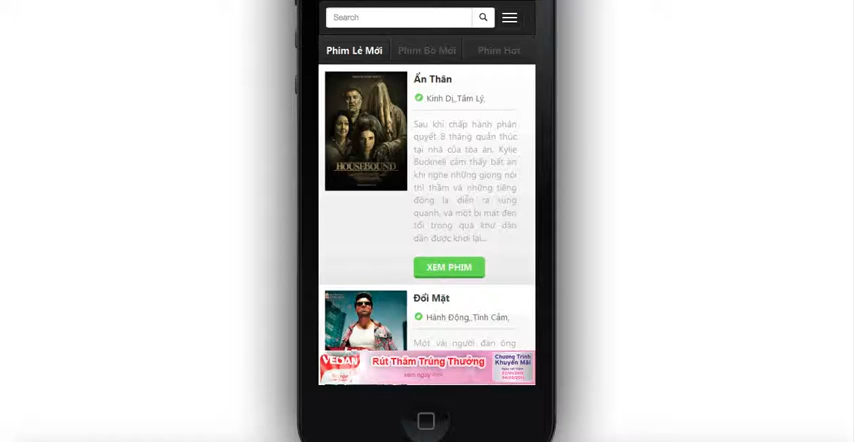 Search
Phim Lẻ Mới
Phim Bộ Mới
Phim Hot
Ẩn Thân
Kinh Dị,,Tâm Lý,
Sau khi chấp hành phán
quyết 8 tháng quản thúc
tại nhà của tòa án, Kylie
Bucknell cảm thấy bất an
khi nghe những giọng nói
thì thầm và những tiếng
động lạ diễn ra xung
quanh, và một bí mật đen
tối trong quá khứ dần
dần được khơi lại...
HOUSEBOUND
XEM PHIM
Đổi Mặt
Hành Động,,Tình Cảm,
Một vài người đàn ông
VEGAN
Rút Thăm Trúng Thưởng
xem ngay
Chương Trình
Khuyến Mãi